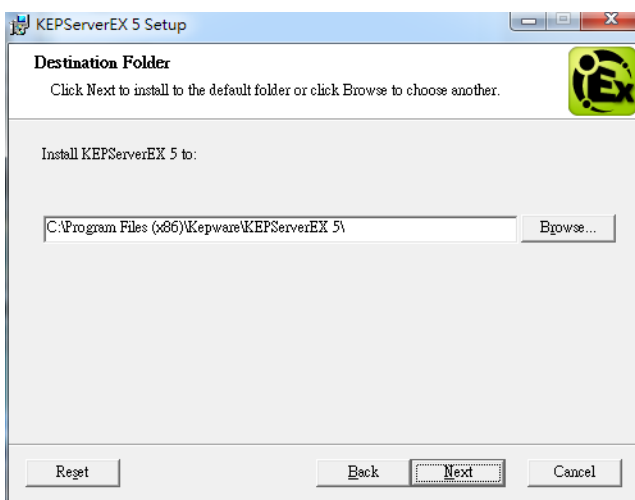 KEPServerEX 5 Setup
Destination Folder
Click Next to install to the default folder or click Browse to choose another.
Ex
Install KEPServerEX 5 to:
C:\Program Files (x86)\Kepware\KEPServerEX 5\
Browse...
Reset
Back
Next
Cancel